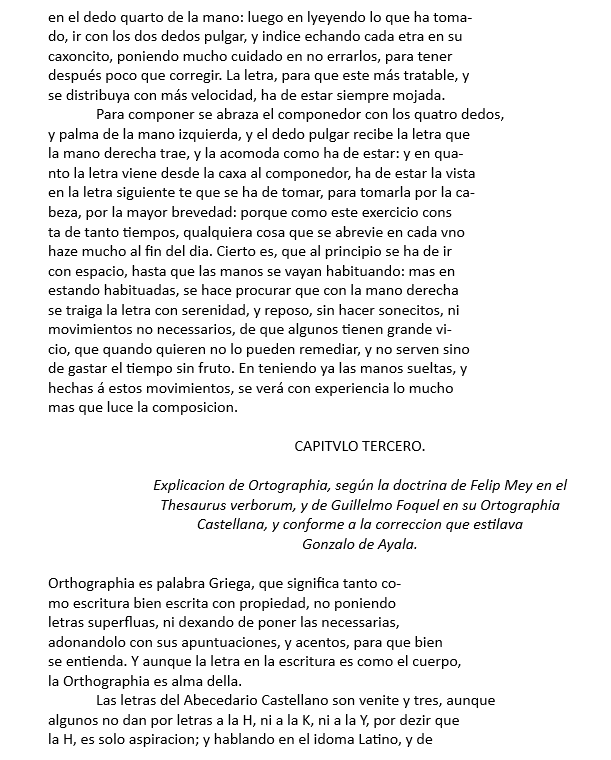 en el dedo quarto de la mano: luego en lyeyendo lo que ha toma-
do, ir con los dos dedos pulgar, y indice echando cada etra en su
caxoncito, poniendo mucho cuidado en no errarlos, para tener
después poco que corregir. La letra, para que este más tratable, y
se distribuya con más velocidad, ha de estar siempre mojada.
Para componer se abraza el componedor con los quatro dedos,
y palma de la mano izquierda, y el dedo pulgar recibe la letra que
la mano derecha trae, y la acomoda como ha de estar: y en qua-
nto la letra viene desde la caxa al componedor, ha de estar la vista
en la letra siguiente te que se ha de tomar, para tomarla por la ca-
beza, por la mayor brevedad: porque como este exercicio cons
ta de tanto tiempos, qualquiera cosa que se abrevie en cada vno
haze mucho al fin del dia. Cierto es, que al principio se ha de ir
con espacio, hasta que las manos se vayan habituando: mas en
estando habituadas, se hace procurar que con la mano derecha
se traiga la letra con serenidad, y reposo, sin hacer sonecitos, ni
movimientos no necessarios, de que algunos tienen grande vi-
cio, que quando quieren no lo pueden remediar, y no serven sino
de gastar el tiempo sin fruto. En teniendo ya las manos sueltas, y
hechas á estos movimientos, se verá con experiencia lo mucho
mas que luce la composicion.
CAPITVLO TERCERO.
Explicacion de Ortographia, según la doctrina de Felip Mey en el
Thesaurus verborum, y de Guillelmo Foquel en su Ortographia
Castellana, y conforme a la correccion que estilava
Gonzalo de Ayala.
Orthographia es palabra Griega, que significa tanto co-
mo escritura bien escrita con propiedad, no poniendo
letras superfluas, ni dexando de poner las necessarias,
adonandolo con sus apuntuaciones, y acentos, para que bien
se entienda. Y aunque la letra en la escritura es como el cuerpo,
la Orthographia es alma della.
Las letras del Abecedario Castellano son venite y tres, aunque
algunos no dan por letras a la H, ni a la K, ni a la Y, por dezir que
la H, es solo aspiracion; y hablando en el idoma Latino, y de